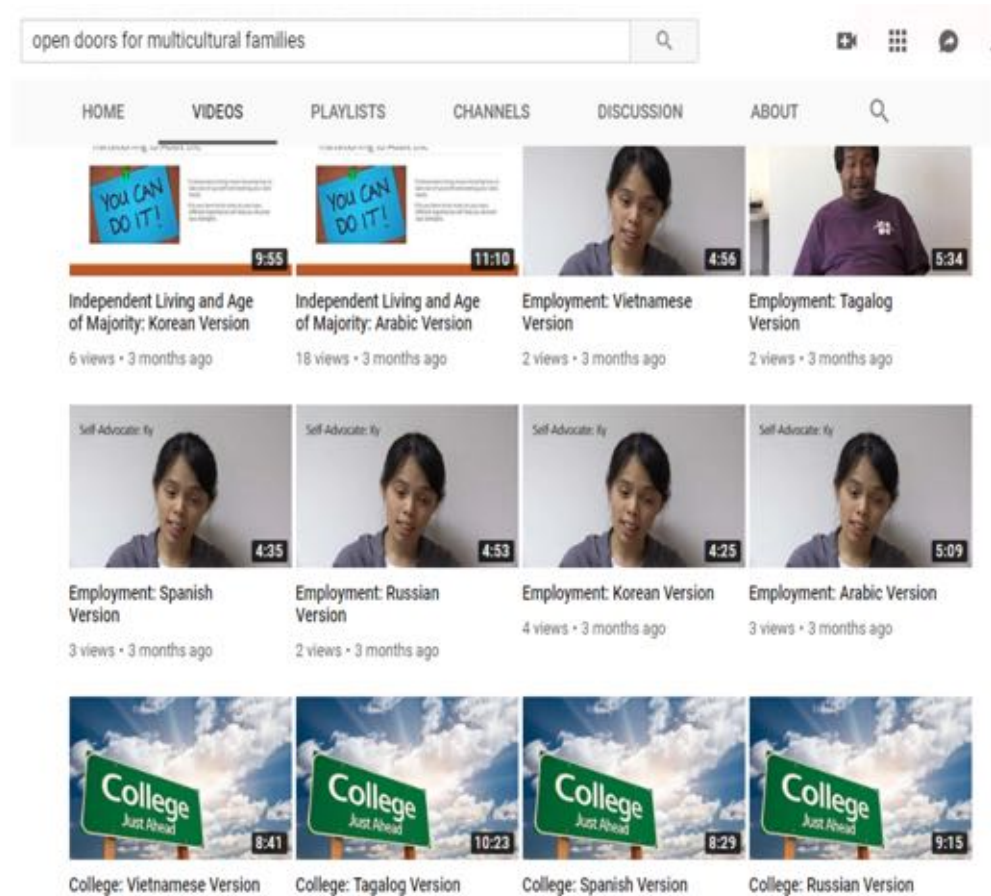 open doors for multicultural families
HOME VIDEOS PLAYLISTS CHANNELS DISCUSSION ABOUT
YOU CAN
DO IT!
9:55
YOU CAN
DO IT!
11:10
4:56
5:34
Independent Living and Age
of Majority: Korean Version
6 views • 3 months ago
Independent Living and Age
of Majority: Arabic Version
18 views • 3 months ago
Employment: Vietnamese
Version
2 views • 3 months ago
Employment: Tagalog
Version
2 views • 3 months ago
Self-Advocate: Ky
4:35
Self-Advocate: Ky
4:53
Self-Advocate: Ky
4:25
Self-Advocate: Ky
5:09
Employment: Spanish
Version
3 views • 3 months ago
Employment: Russian
Version
2 views • 3 months ago
Employment: Korean Version
4 views • 3 months ago
Employment: Arabic Version
3 views • 3 months ago
College
Just Ahead
8:41
College
Just Ahead
10:23
College
Just Ahead
8:29
College
Just Ahead
9:15
College: Vietnamese Version
College: Tagalog Version
College: Spanish Version
College: Russian Version